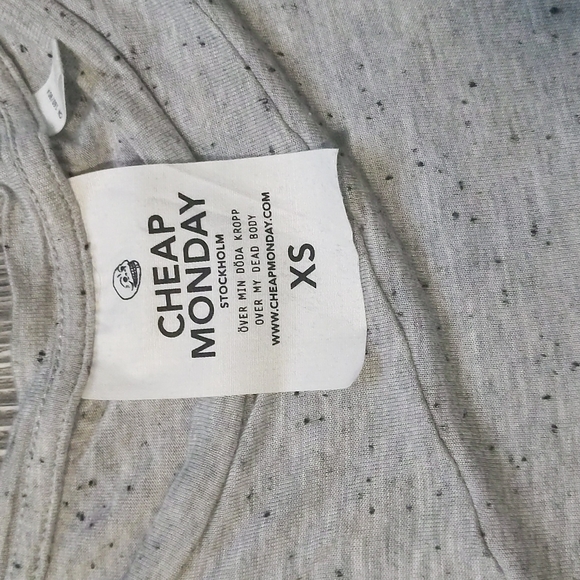 CHEAP
MONDAY
STOCKHOLM
ÖVER MIN DÖDA KROPP
OVER MY DEAD BODY
WWW.CHEAPMONDAY.COM
XS